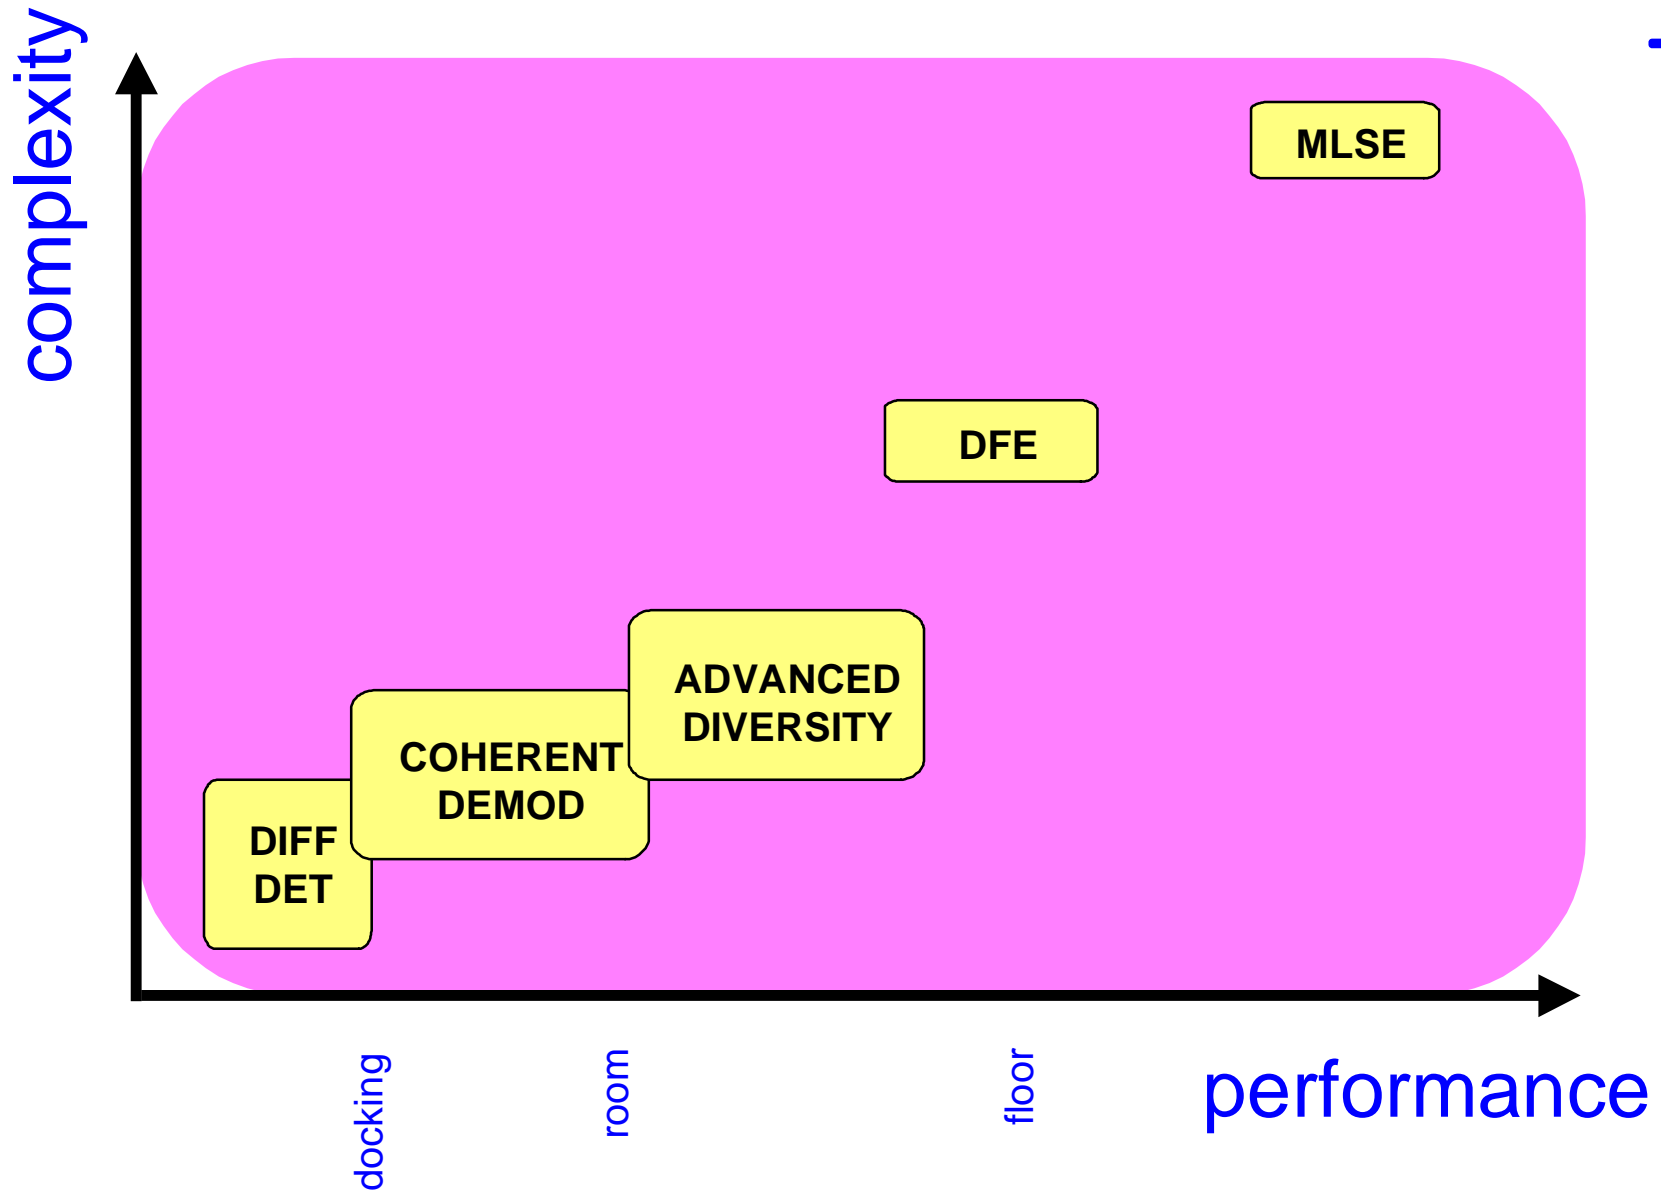 complexity
MLSE
DFE
ADVANCED
DIVERSITY
COHERENT
DEMOD
DIFF
DET
docking
room
floor
performance